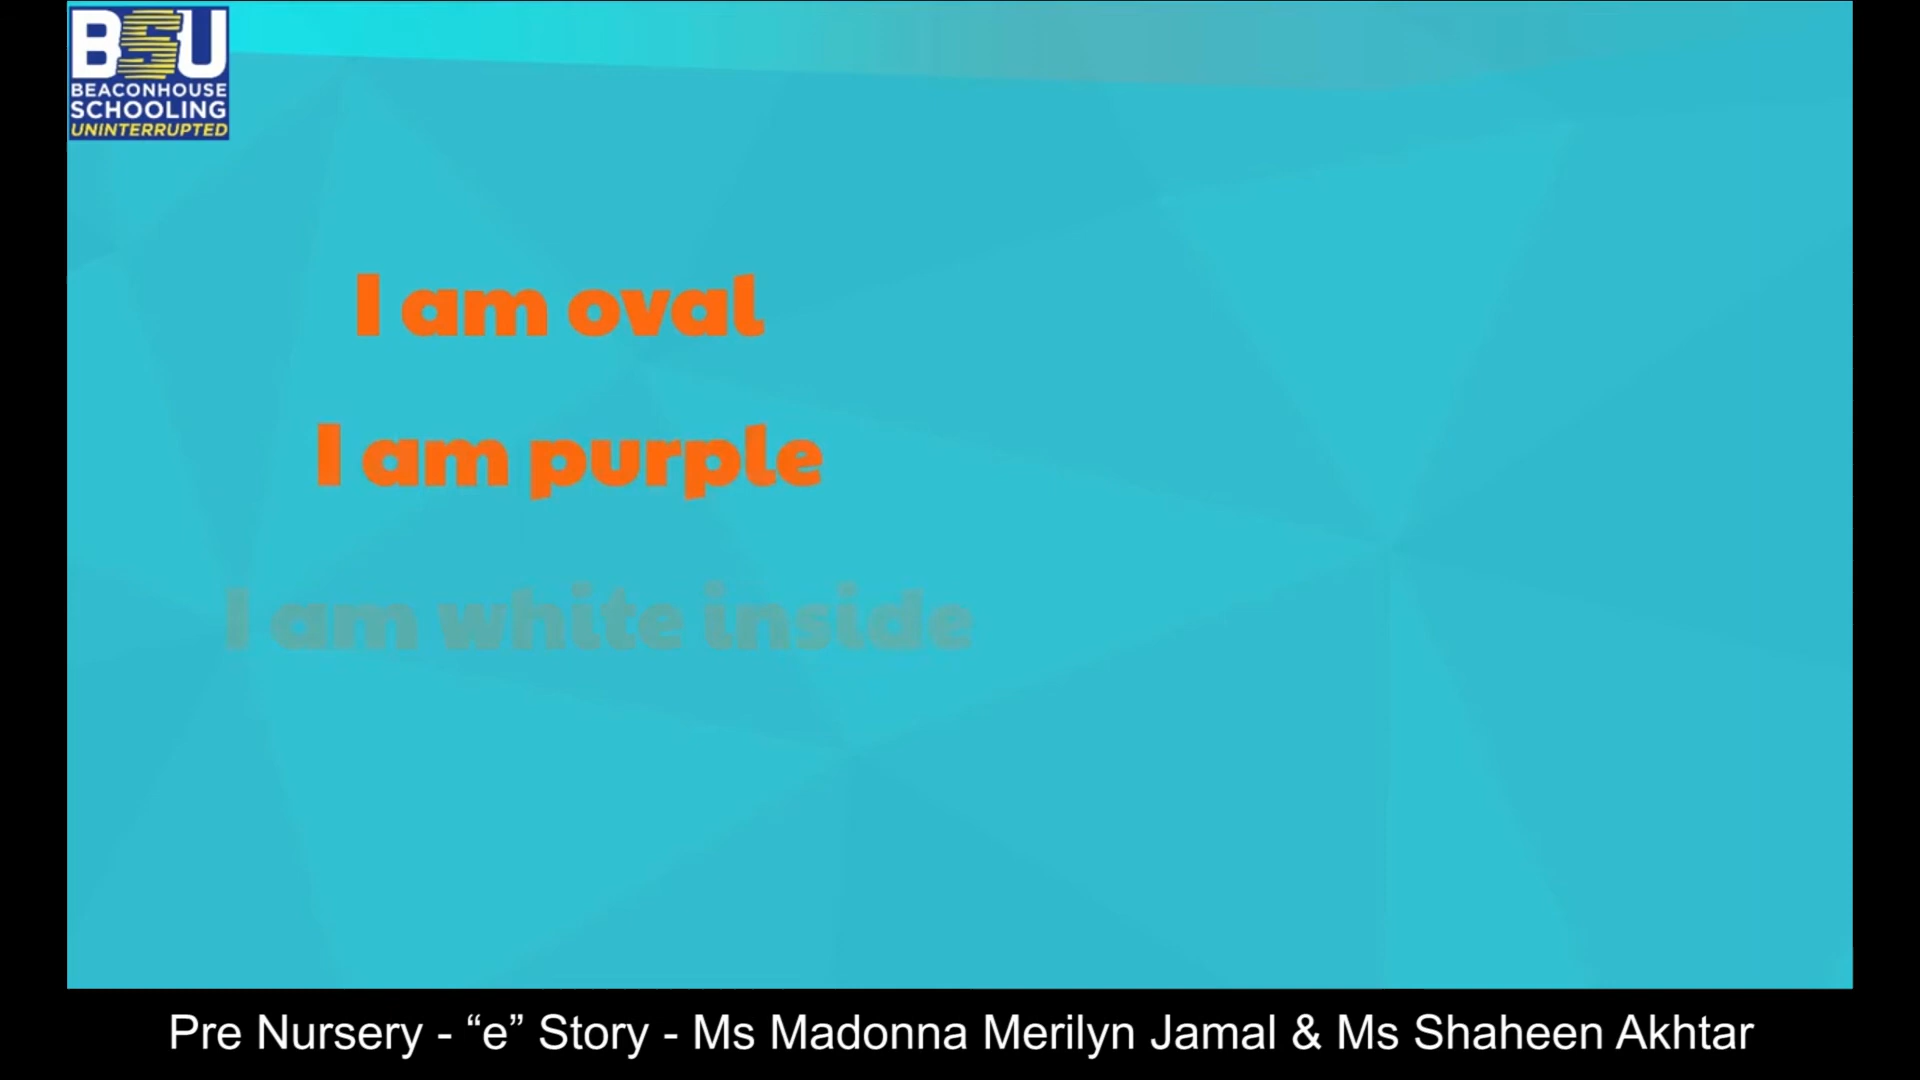 BSU
BEACONHOUSE
SCHOOLING
UNINTERRUPTED
I am oval
I am purple
I am white inside
Pre Nursery - “e” Story - Ms Madonna Merilyn Jamal & Ms Shaheen Akhtar